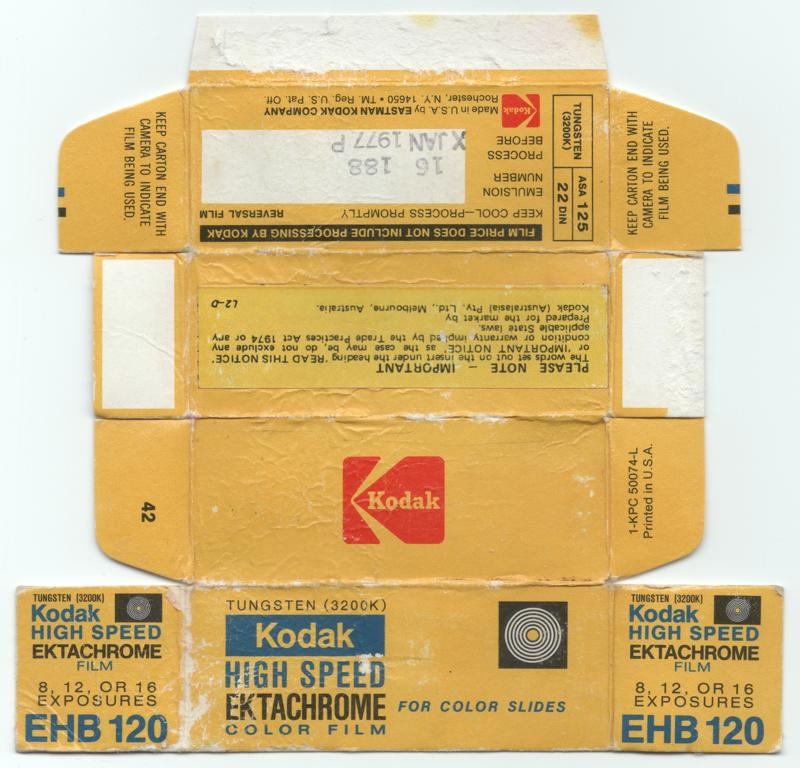 Made in U.S.A. by EASTMAN KODAK COMPANY
Rochester, N.Y. 14650 • TM. Reg. U.S. Pat. Off.
PROCESS
BEFORE
X JAN 1977 P
EMULSION
NUMBER
16 188
KEEP COOL—PROCESS PROMPTLY
REVERSAL FILM
FILM PRICE DOES NOT INCLUDE PROCESSING BY KODAK
TUNGSTEN
(3200K)
ASA 125
22 DIN
KEEP CARTON END WITH
CAMERA TO INDICATE
FILM BEING USED.
KEEP CARTON END WITH
CAMERA TO INDICATE
FILM BEING USED.
PLEASE NOTE – IMPORTANT
The words set out on the insert under the heading 'READ THIS NOTICE'
or 'IMPORTANT NOTICE', as the case may be, do not exclude any
condition or warranty implied by the Trade Practices Act 1974 or any
applicable State laws.
Prepared for the market by
Kodak (Australasia) Pty. Ltd., Melbourne, Australia.
L2-D
42
Kodak
1-KPC 50074-L
Printed in U.S.A.
TUNGSTEN (3200K)
Kodak
HIGH SPEED
EKTACHROME
FILM
8, 12, OR 16
EXPOSURES
EHB 120
TUNGSTEN (3200K)
Kodak
HIGH SPEED
EKTACHROME
COLOR FILM
FOR COLOR SLIDES
TUNGSTEN (3200K)
Kodak
HIGH SPEED
EKTACHROME
FILM
8, 12, OR 16
EXPOSURES
EHB 120